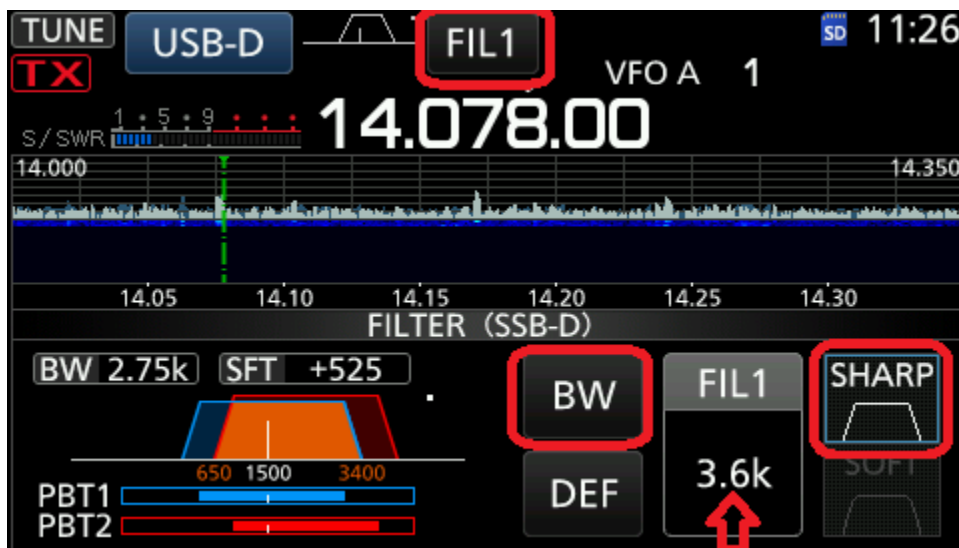 TUNE USB-D FIL1 SD 11:26
TX VFO A 1
S/SWR 1 5 9 14.078.00
14.000 14.350
14.05 14.10 14.15 14.20 14.25 14.30
FILTER (SSB-D)
BW 2.75k SFT +525 BW FIL1 SHARP
650 1500 3400
PBT1 DEF 3.6k SOFT
PBT2